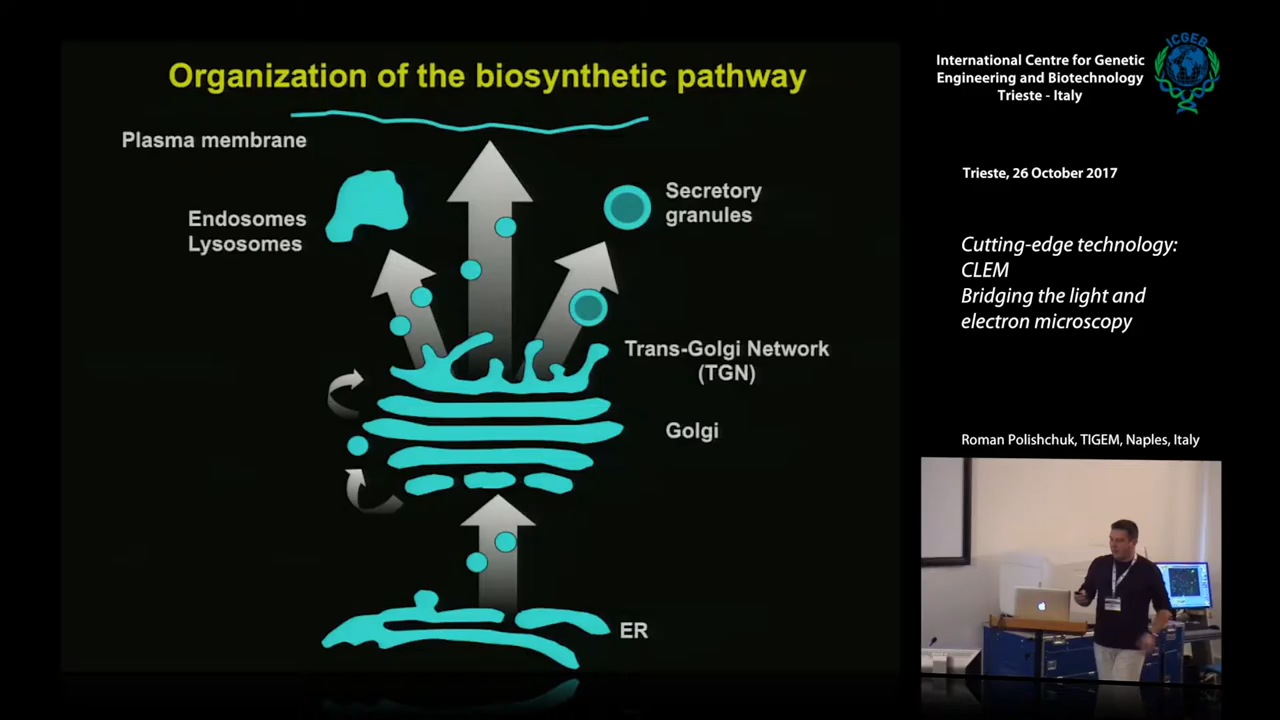 Organization of the biosynthetic pathway
Plasma membrane
Endosomes
Lysosomes
Secretory
granules
Trans-Golgi Network
(TGN)
Golgi
ER
ICGEB
International Centre for Genetic
Engineering and Biotechnology
Trieste - Italy
Trieste, 26 October 2017
Cutting-edge technology:
CLEM
Bridging the light and
electron microscopy
Roman Polishchuk, TIGEM, Naples, Italy